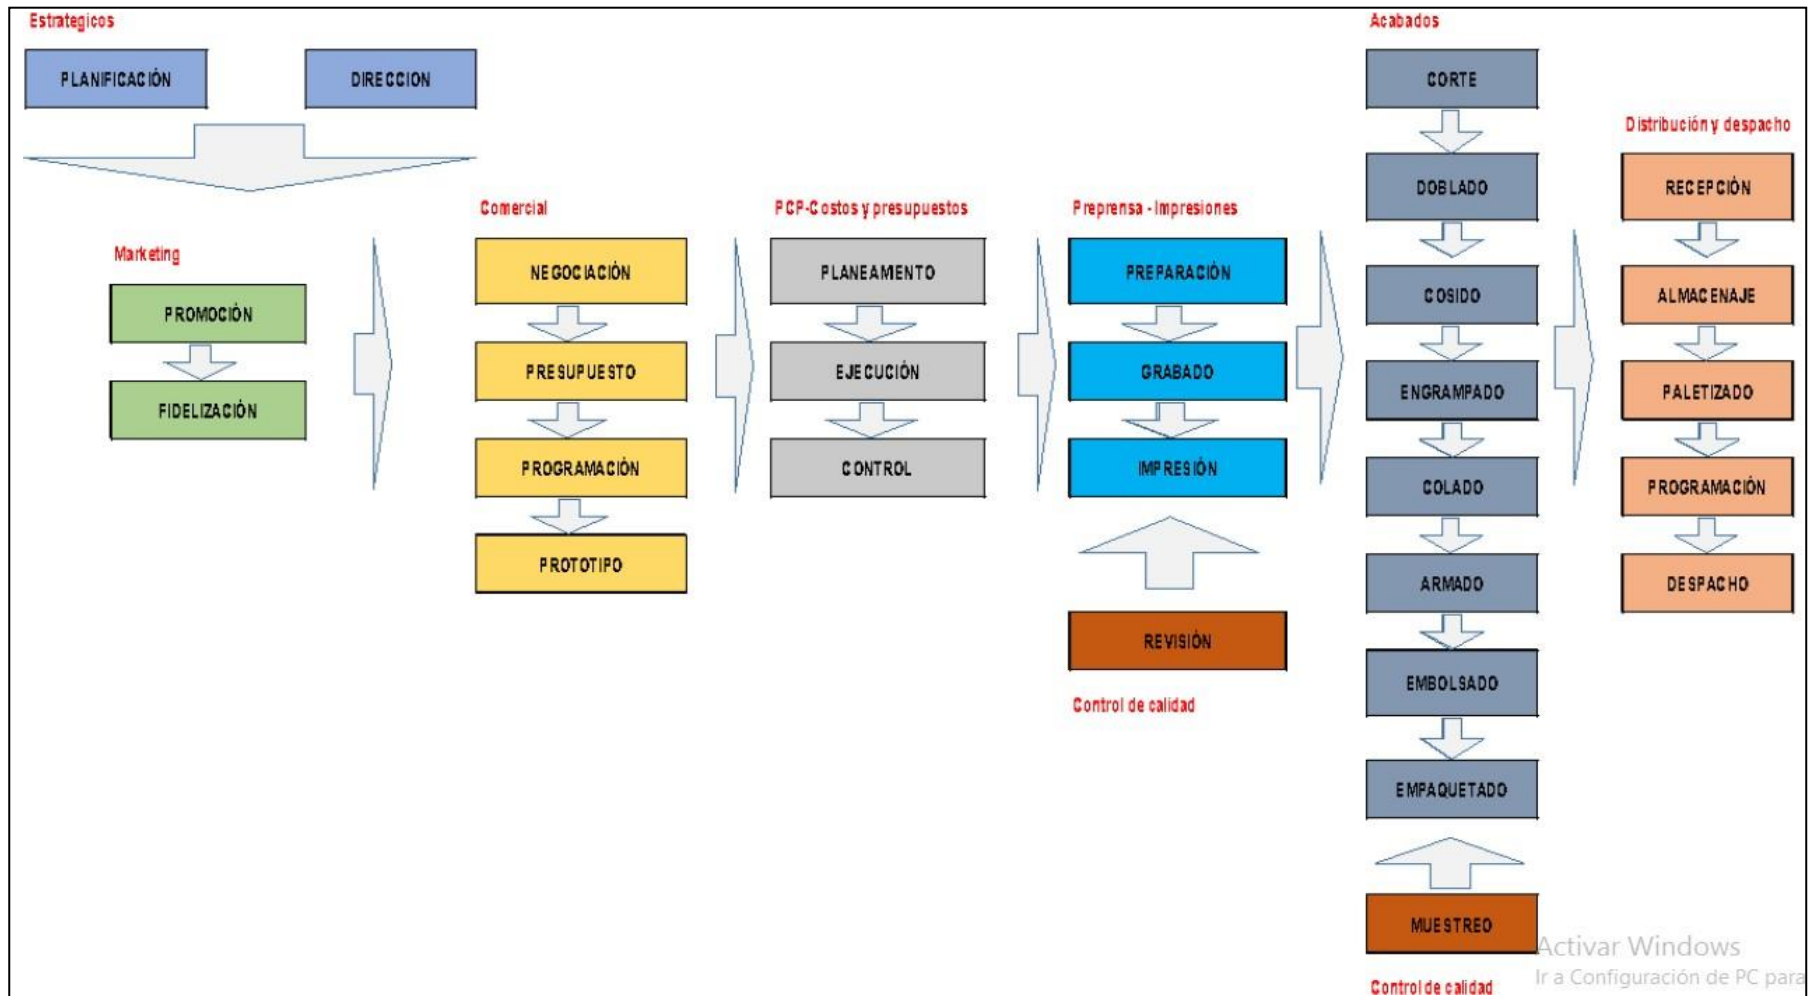 Estrategicos
PLANIFICACIÓN
DIRECCION
Marketing
PROMOCIÓN
FIDELIZACIÓN
Comercial
NEGOCIACIÓN
PRESUPUESTO
PROGRAMACIÓN
PROTOTIPO
PCP-Costos y presupuestos
PLANEAMENTO
EJECUCIÓN
CONTROL
Preprensa - Impresiones
PREPARACIÓN
GRABADO
IMPRESIÓN
REVISIÓN
Control de calidad
Acabados
CORTE
DOBLADO
COSIDO
ENGRAMPADO
COLADO
ARMADO
EMBOLSADO
EMPAQUETADO
MUESTREO
Control de calidad
Distribución y despacho
RECEPCIÓN
ALMACENAJE
PALETIZADO
PROGRAMACIÓN
DESPACHO
Activar Windows
Ir a Configuración de PC para